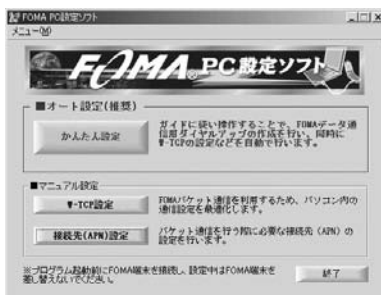 FOMA PC設定ソフト
メニュー(M)
FOMA PC設定ソフト
■オート設定(推奨)
かんたん設定
ガイドに従い操作することで、FOMAデータ通
信用ダイヤルアップの作成を行い、同時に
W-TCPの設定などを自動で行います。
■マニュアル設定
W-TCP設定
FOMAパケット通信を利用するため、パソコン内の
通信設定を最適化します。
接続先(APN)設定
パケット通信を行う際に必要な接続先(APN)の
設定を行います。
※プログラム起動前にFOMA端末を接続し、設定中はFOMA端末を
差し替えないでください。
終了